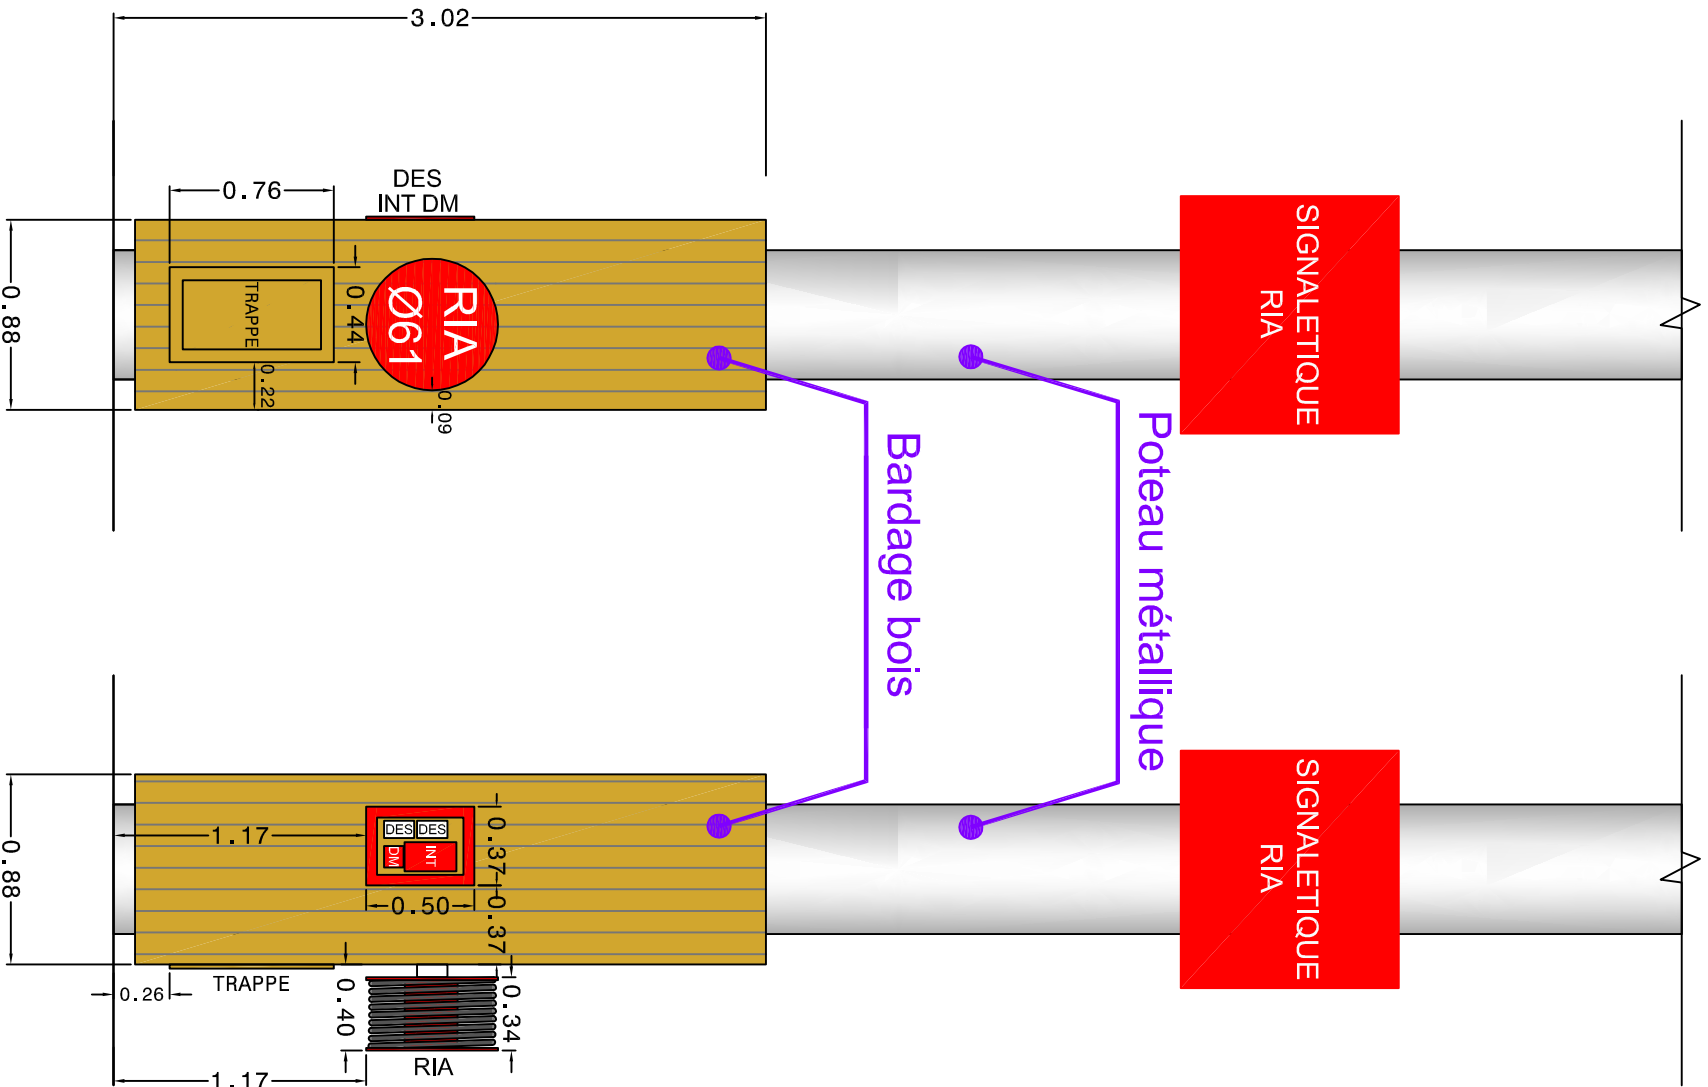 3.02
DES
INT DM
0.76
0.88
TRAPPE
0.44
0.22
RIA
Ø61
0.09
SIGNALETIQUE
RIA
Bardage bois
Poteau métallique
0.88
1.17
DES DES
DM INT
0.37
0.50
0.37
SIGNALETIQUE
RIA
0.26
TRAPPE
0.40
0.34
RIA
1.17